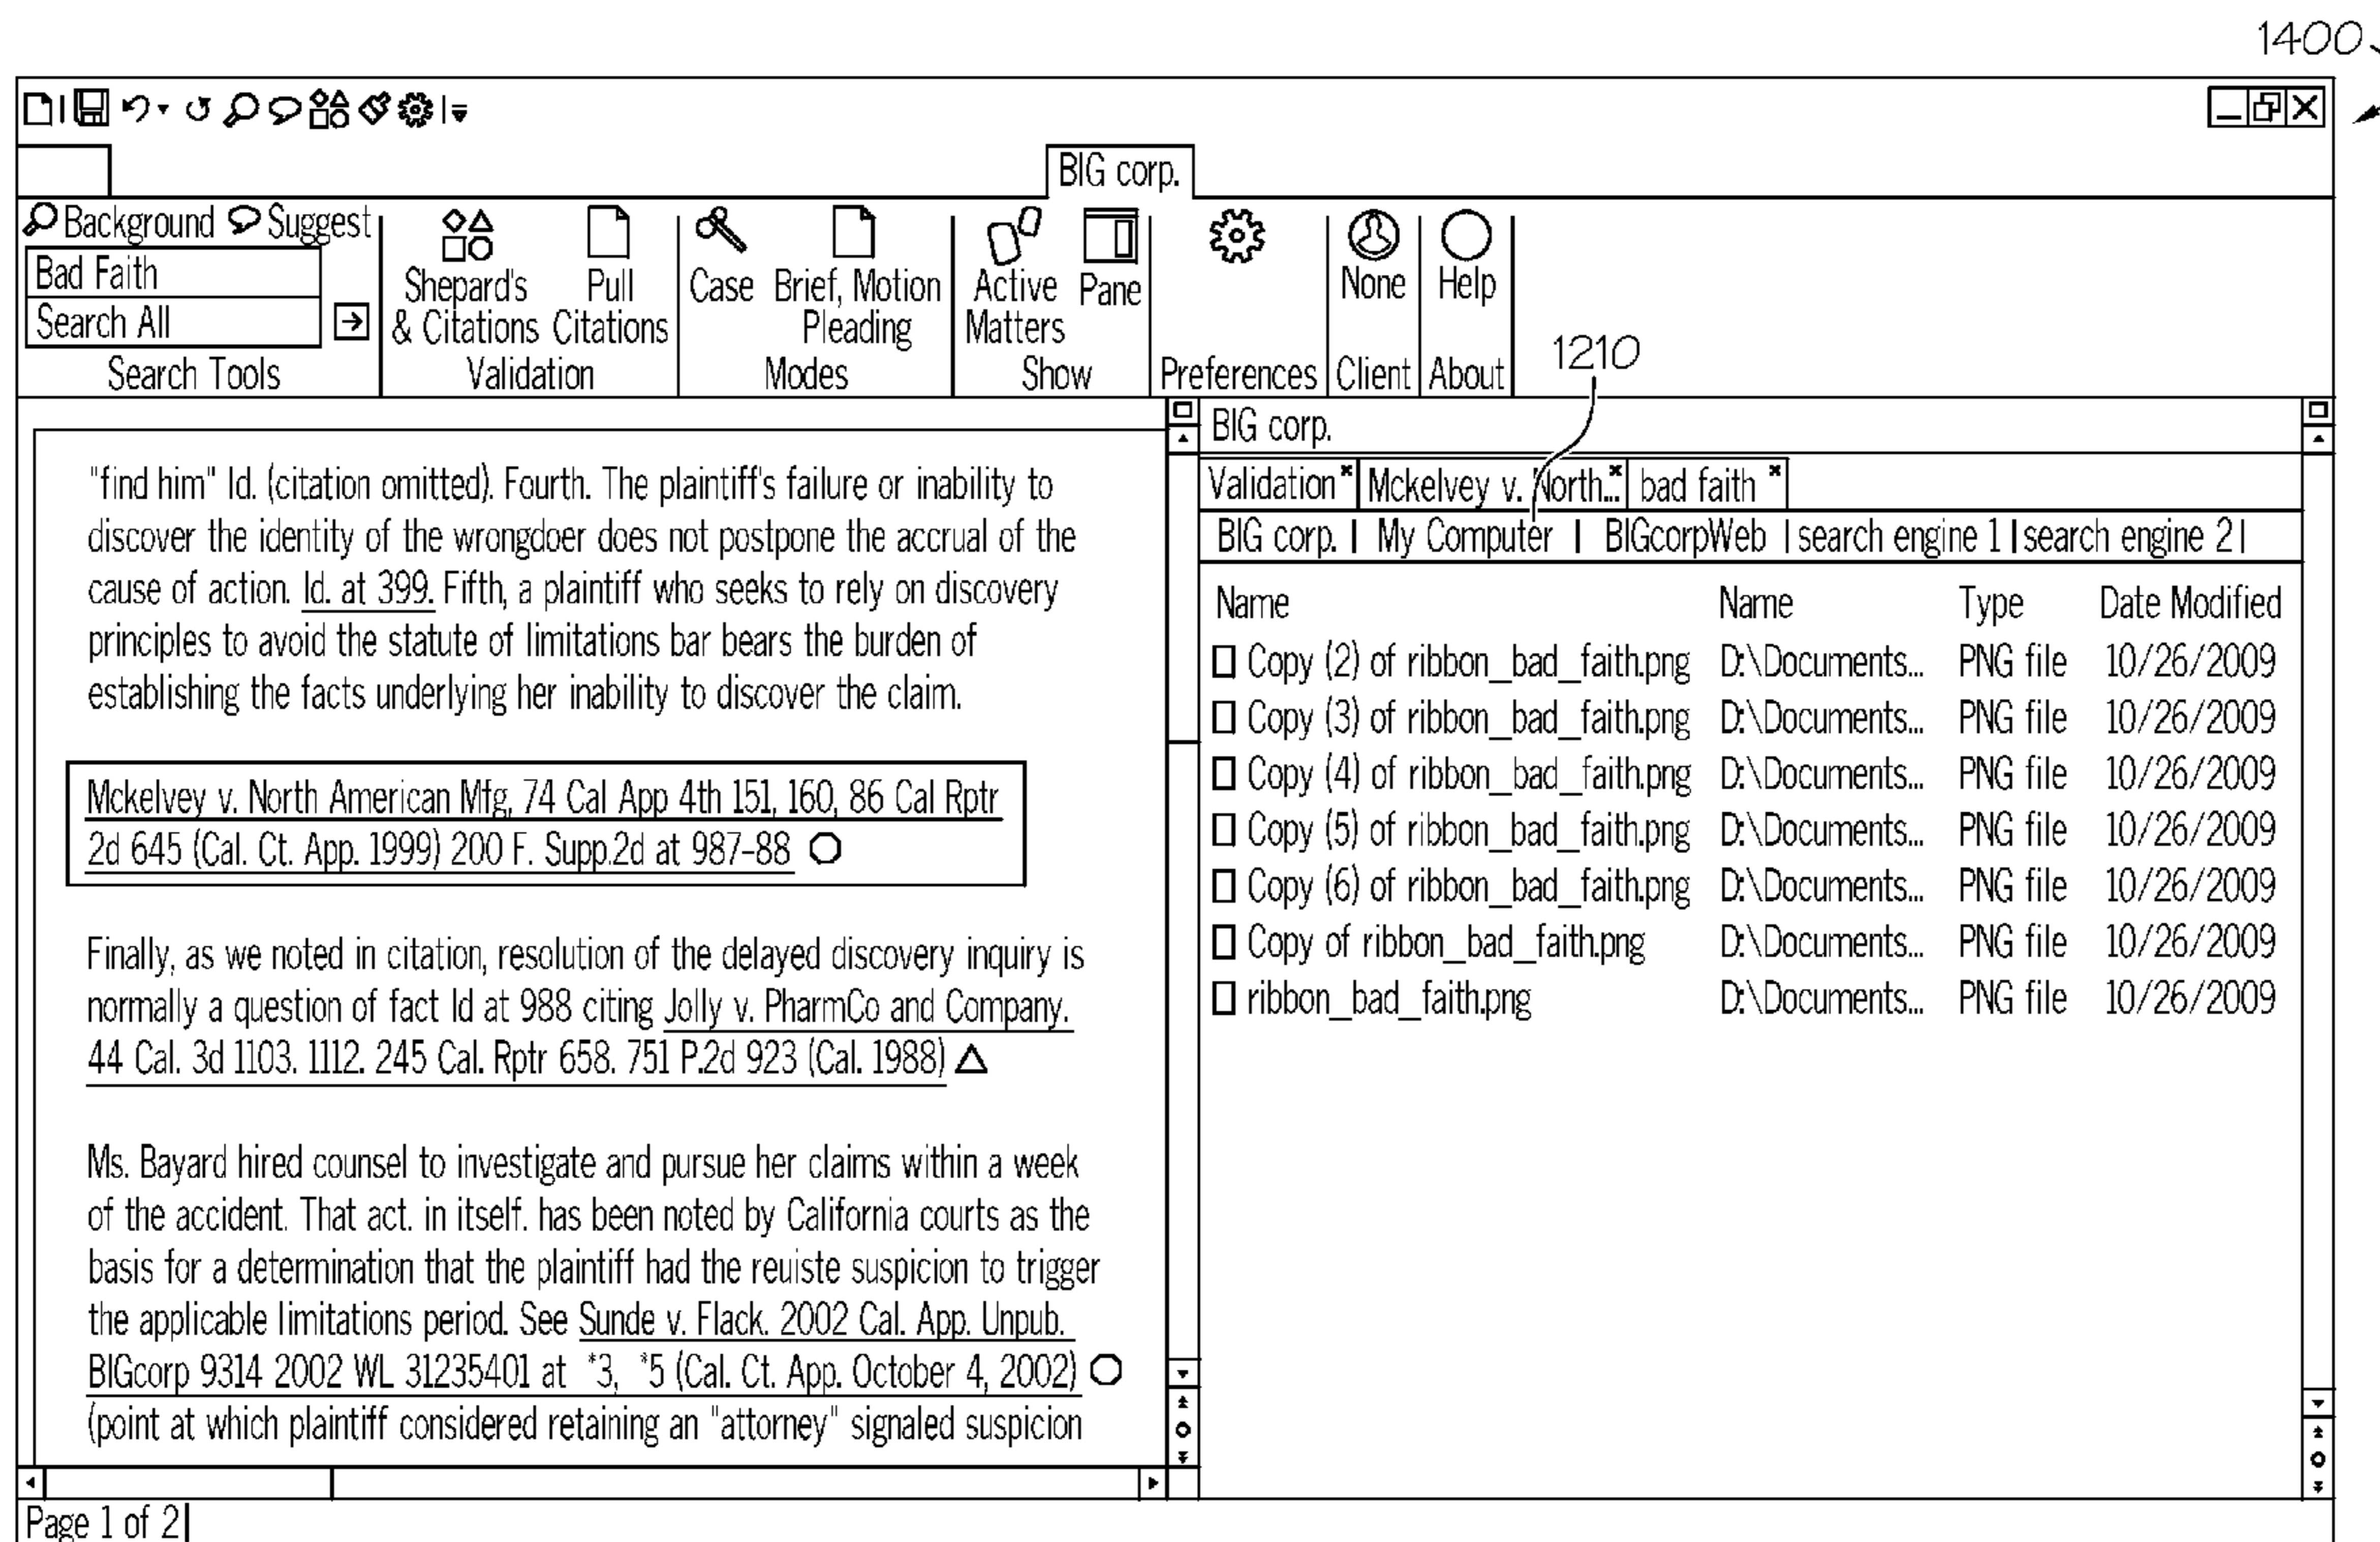 1400
BIG corp.
Background Suggest
Bad Faith
Search All
Search Tools
Shepard's
& Citations
Pull
Citations
Validation
Case
Brief, Motion
Pleading
Modes
Active
Matters
Pane
Show
Preferences
None
Client
Help
About
1210
"find him" Id. (citation omitted). Fourth. The plaintiff's failure or inability to
discover the identity of the wrongdoer does not postpone the accrual of the
cause of action. Id. at 399. Fifth, a plaintiff who seeks to rely on discovery
principles to avoid the statute of limitations bar bears the burden of
establishing the facts underlying her inability to discover the claim.
Mckelvey v. North American Mfg, 74 Cal App 4th 151, 160, 86 Cal Rptr
2d 645 (Cal. Ct. App. 1999) 200 F. Supp.2d at 987-88
Finally, as we noted in citation, resolution of the delayed discovery inquiry is
normally a question of fact Id at 988 citing Jolly v. PharmCo and Company.
44 Cal. 3d 1103. 1112. 245 Cal. Rptr 658. 751 P.2d 923 (Cal. 1988)
Ms. Bayard hired counsel to investigate and pursue her claims within a week
of the accident. That act. in itself. has been noted by California courts as the
basis for a determination that the plaintiff had the reuiste suspicion to trigger
the applicable limitations period. See Sunde v. Flack. 2002 Cal. App. Unpub.
BIGcorp 9314 2002 WL 31235401 at *3, *5 (Cal. Ct. App. October 4, 2002)
(point at which plaintiff considered retaining an "attorney" signaled suspicion
Page 1 of 2
BIG corp.
Validation Mckelvey v. North... bad faith
BIG corp. | My Computer | BIGcorpWeb | search engine 1 | search engine 2 |
Name Name Type Date Modified
Copy (2) of ribbon_bad_faith.png D:\Documents... PNG file 10/26/2009
Copy (3) of ribbon_bad_faith.png D:\Documents... PNG file 10/26/2009
Copy (4) of ribbon_bad_faith.png D:\Documents... PNG file 10/26/2009
Copy (5) of ribbon_bad_faith.png D:\Documents... PNG file 10/26/2009
Copy (6) of ribbon_bad_faith.png D:\Documents... PNG file 10/26/2009
Copy of ribbon_bad_faith.png D:\Documents... PNG file 10/26/2009
ribbon_bad_faith.png D:\Documents... PNG file 10/26/2009